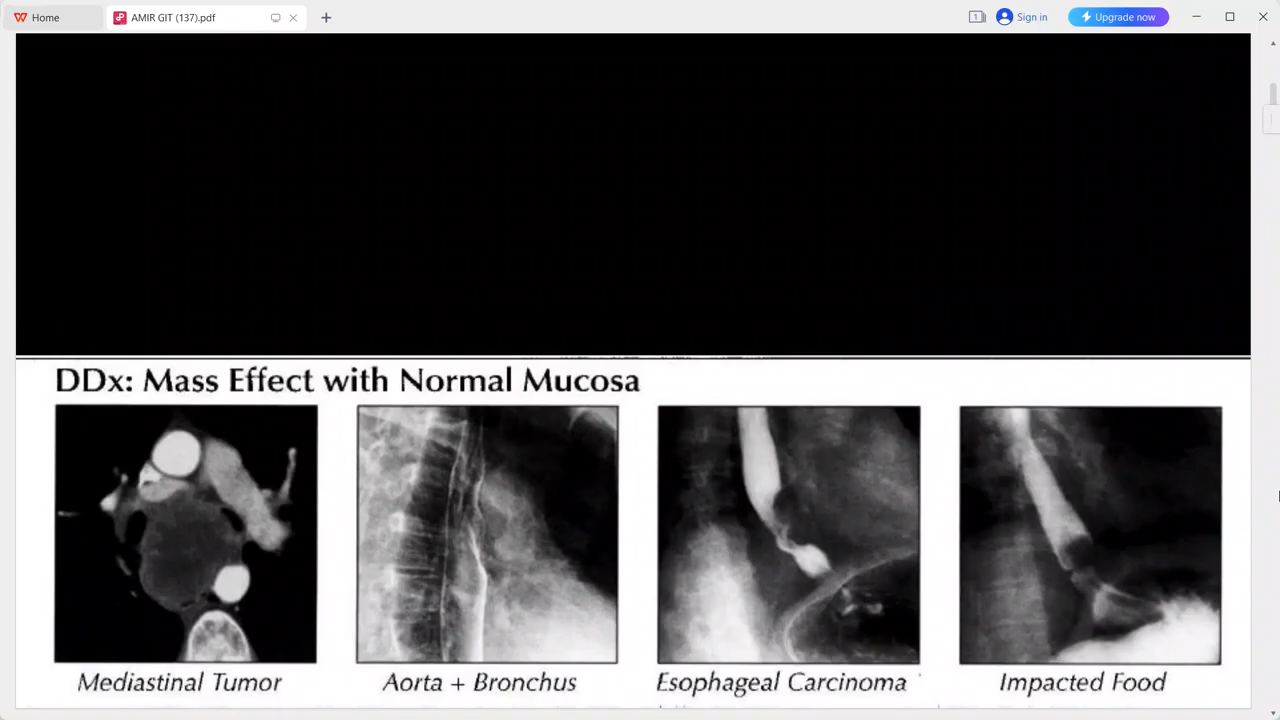 Home
AMIR GIT (137).pdf
1
Sign in
Upgrade now
DDx: Mass Effect with Normal Mucosa
Mediastinal Tumor
Aorta + Bronchus
Esophageal Carcinoma
Impacted Food